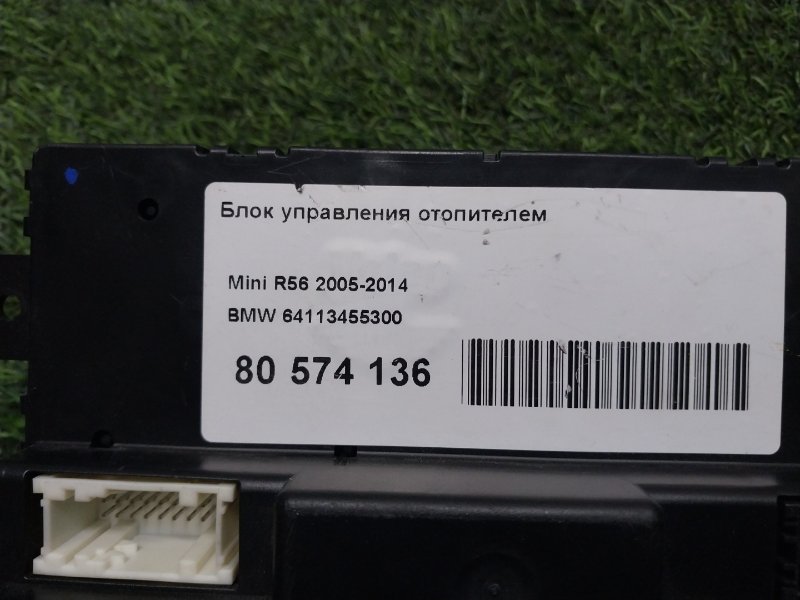 Блок управления отопителем
Mini R56 2005-2014
BMW 64113455300
80 574 136